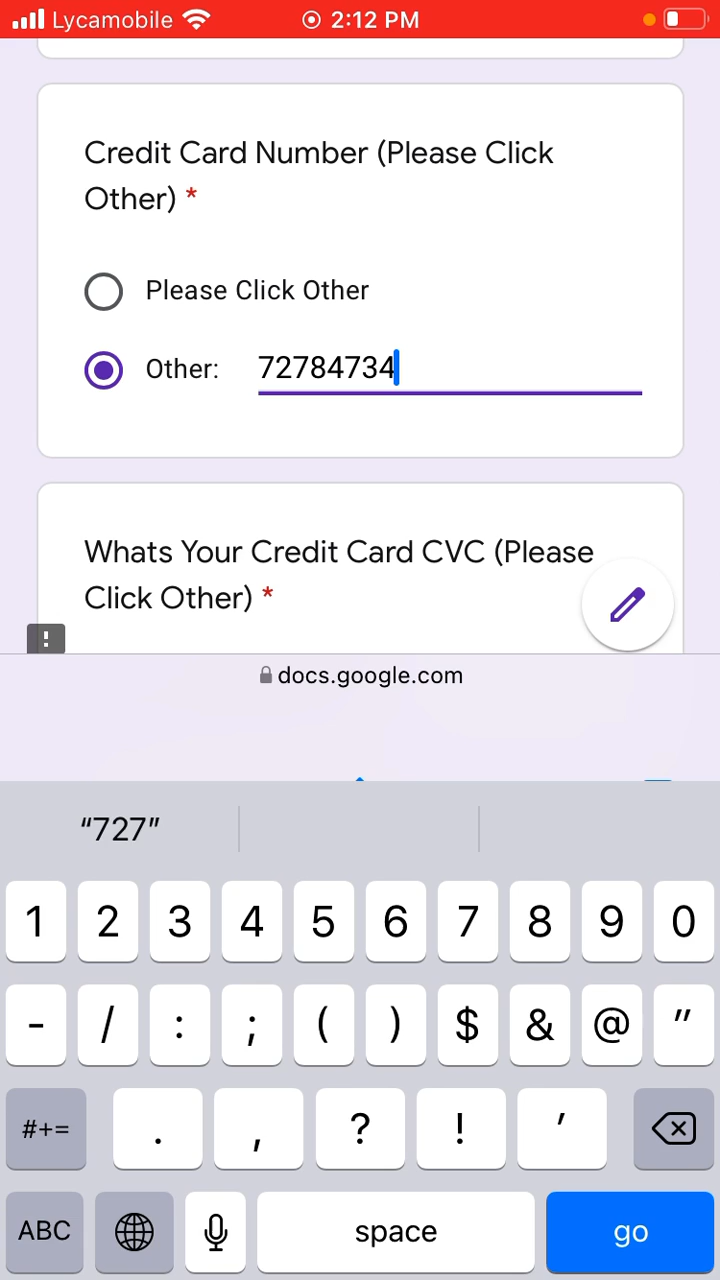 Lycamobile 2:12 PM
Credit Card Number (Please Click
Other) *
Please Click Other
Other: 72784734
Whats Your Credit Card CVC (Please
Click Other) *
!
docs.google.com
“727”
1 2 3 4 5 6 7 8 9 0
- / : ; ( ) $ & @ "
#+= . , ? ! '
ABC space go